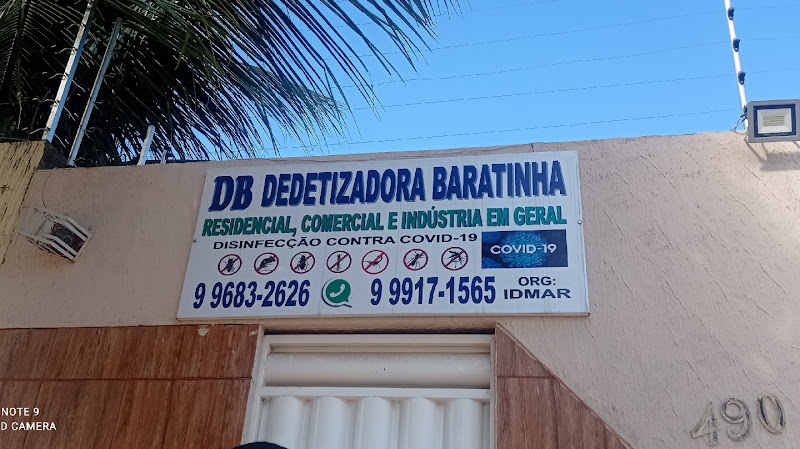 DB DEDETIZADORA BARATINHA
RESIDENCIAL, COMERCIAL E INDÚSTRIA EM GERAL
DISINFECÇÃO CONTRA COVID-19
COVID-19
9 9683-2626 9 9917-1565 ORG:
IDMAR
490
NOTE 9
D CAMERA